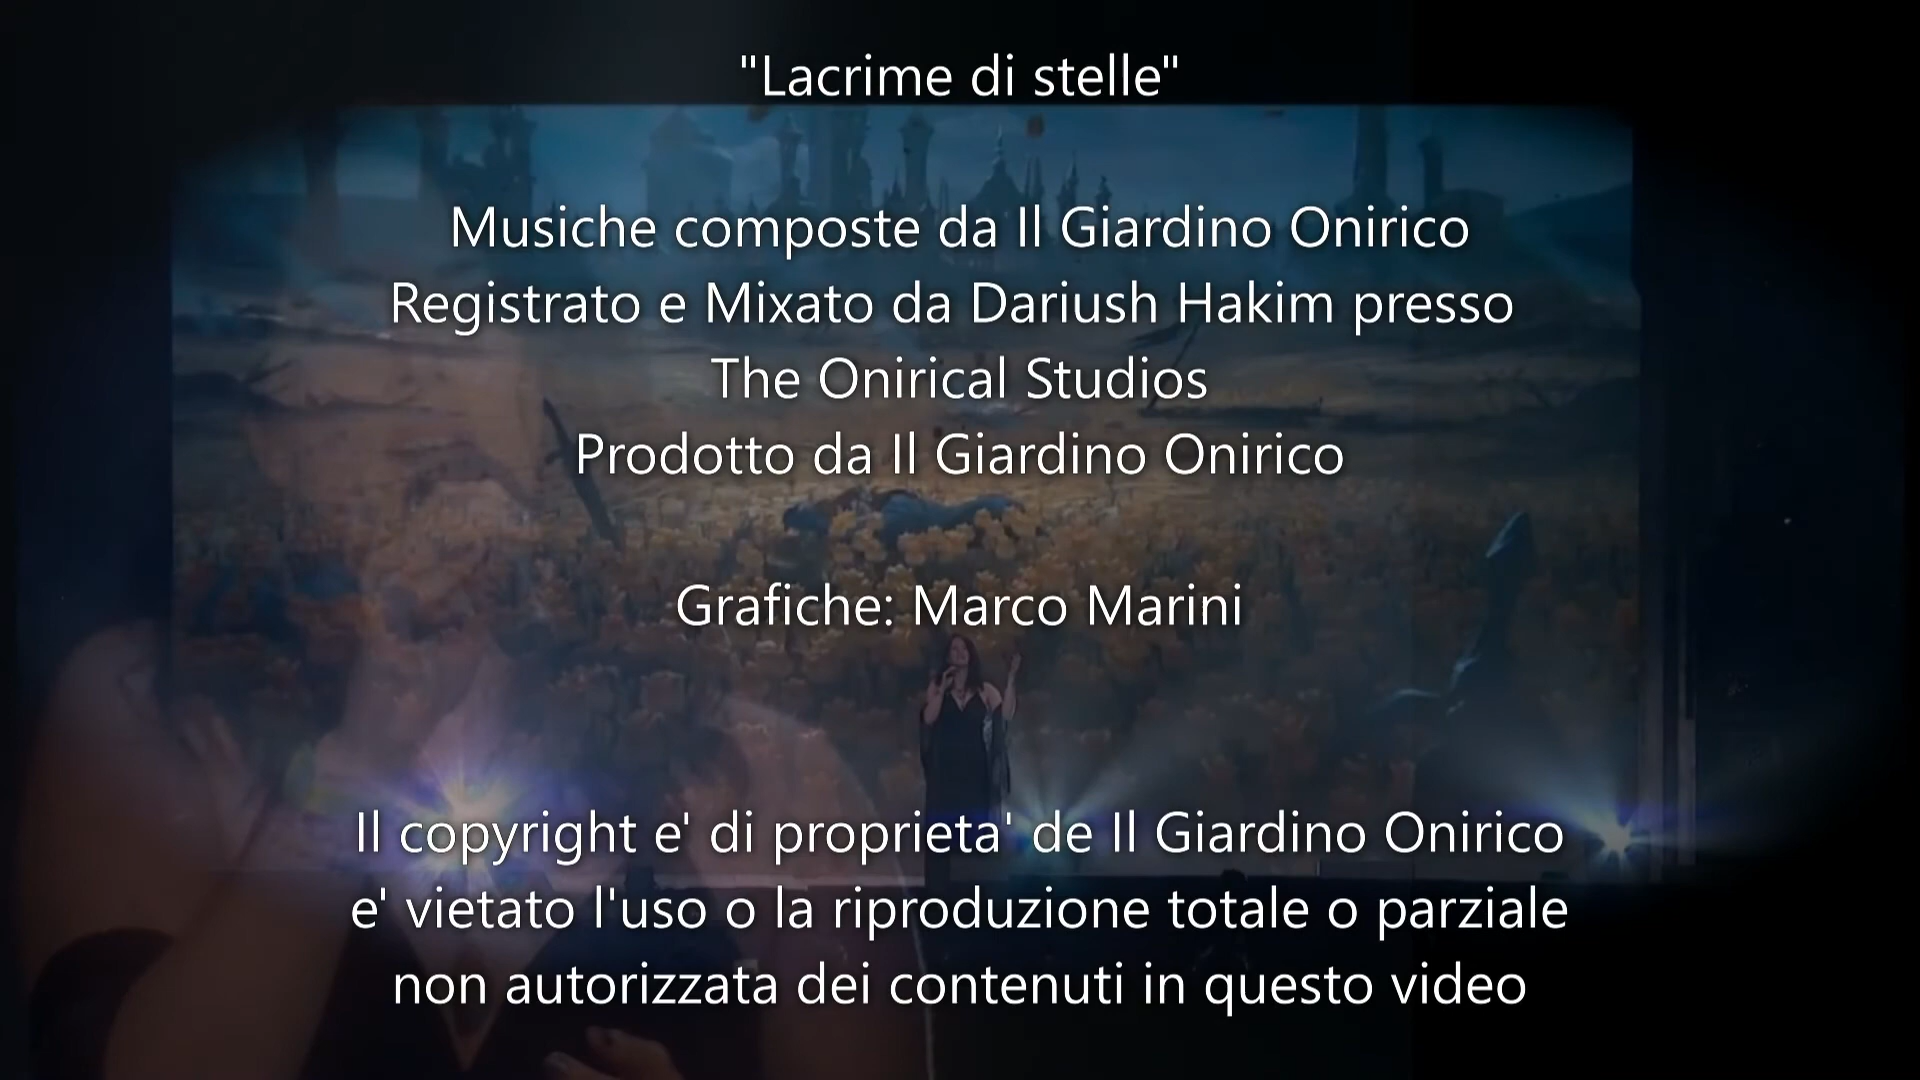 "Lacrime di stelle"
Musiche composte da Il Giardino Onirico
Registrato e Mixato da Dariush Hakim presso
The Onirical Studios
Prodotto da Il Giardino Onirico
Grafiche: Marco Marini
Il copyright e' di proprieta' de Il Giardino Onirico
e' vietato l'uso o la riproduzione totale o parziale
non autorizzata dei contenuti in questo video